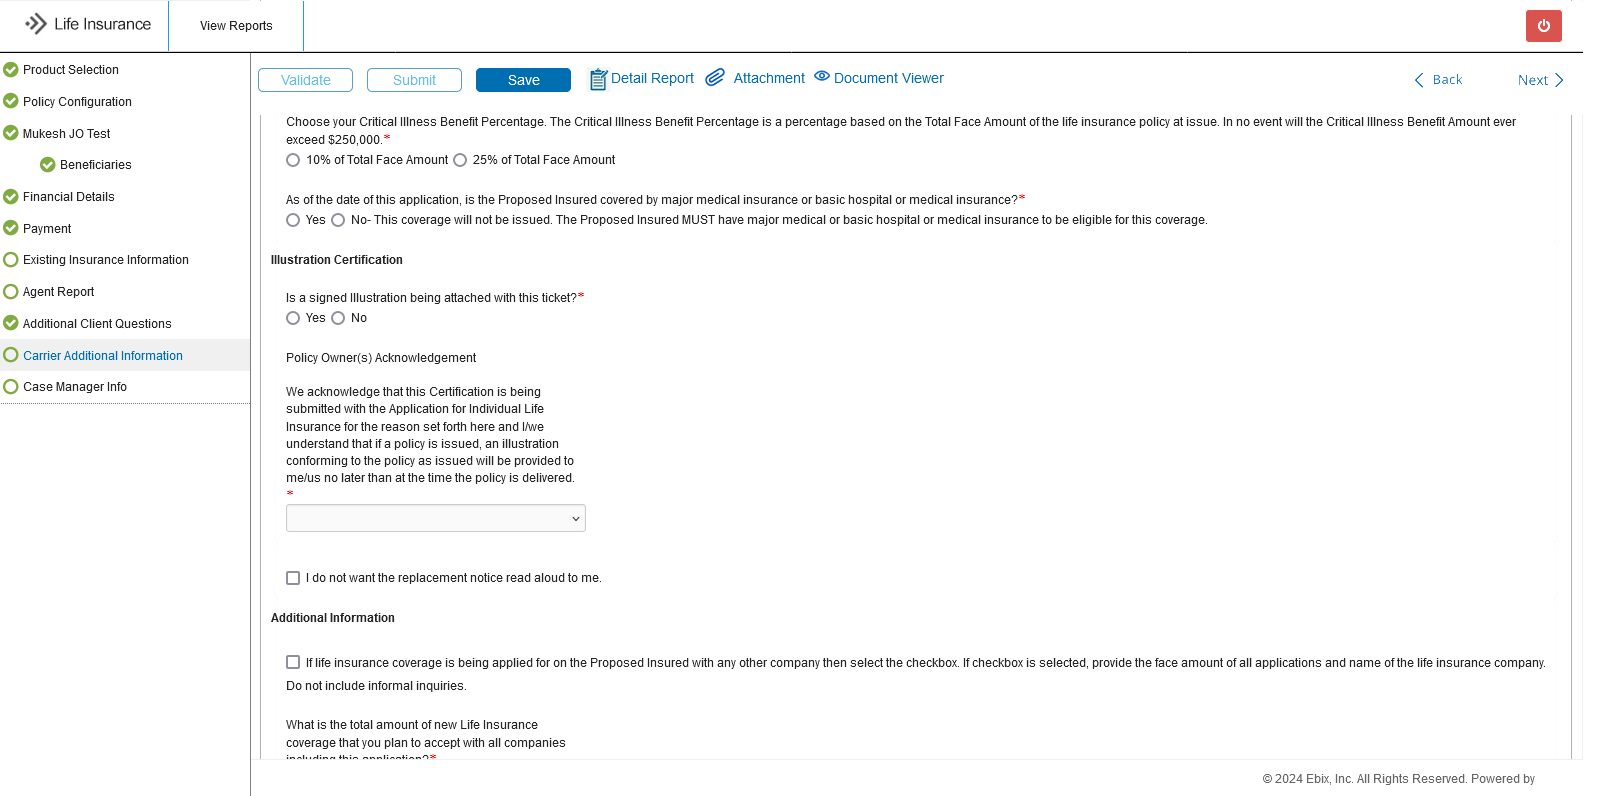 Life Insurance
View Reports
Product Selection
Policy Configuration
Mukesh JO Test
Beneficiaries
Financial Details
Payment
Existing Insurance Information
Agent Report
Additional Client Questions
Carrier Additional Information
Case Manager Info
Validate
Submit
Save
Detail Report
Attachment
Document Viewer
Back
Next
Choose your Critical Illness Benefit Percentage. The Critical Illness Benefit Percentage is a percentage based on the Total Face Amount of the life insurance policy at issue. In no event will the Critical Illness Benefit Amount ever
exceed $250,000.*
10% of Total Face Amount 25% of Total Face Amount
As of the date of this application, is the Proposed Insured covered by major medical insurance or basic hospital or medical insurance?*
Yes No- This coverage will not be issued. The Proposed Insured MUST have major medical or basic hospital or medical insurance to be eligible for this coverage.
Illustration Certification
Is a signed Illustration being attached with this ticket?*
Yes No
Policy Owner(s) Acknowledgement
We acknowledge that this Certification is being
submitted with the Application for Individual Life
Insurance for the reason set forth here and I/we
understand that if a policy is issued, an illustration
conforming to the policy as issued will be provided to
me/us no later than at the time the policy is delivered.
*
I do not want the replacement notice read aloud to me.
Additional Information
If life insurance coverage is being applied for on the Proposed Insured with any other company then select the checkbox. If checkbox is selected, provide the face amount of all applications and name of the life insurance company.
Do not include informal inquiries.
What is the total amount of new Life Insurance
coverage that you plan to accept with all companies
including this application?*
© 2024 Ebix, Inc. All Rights Reserved. Powered by